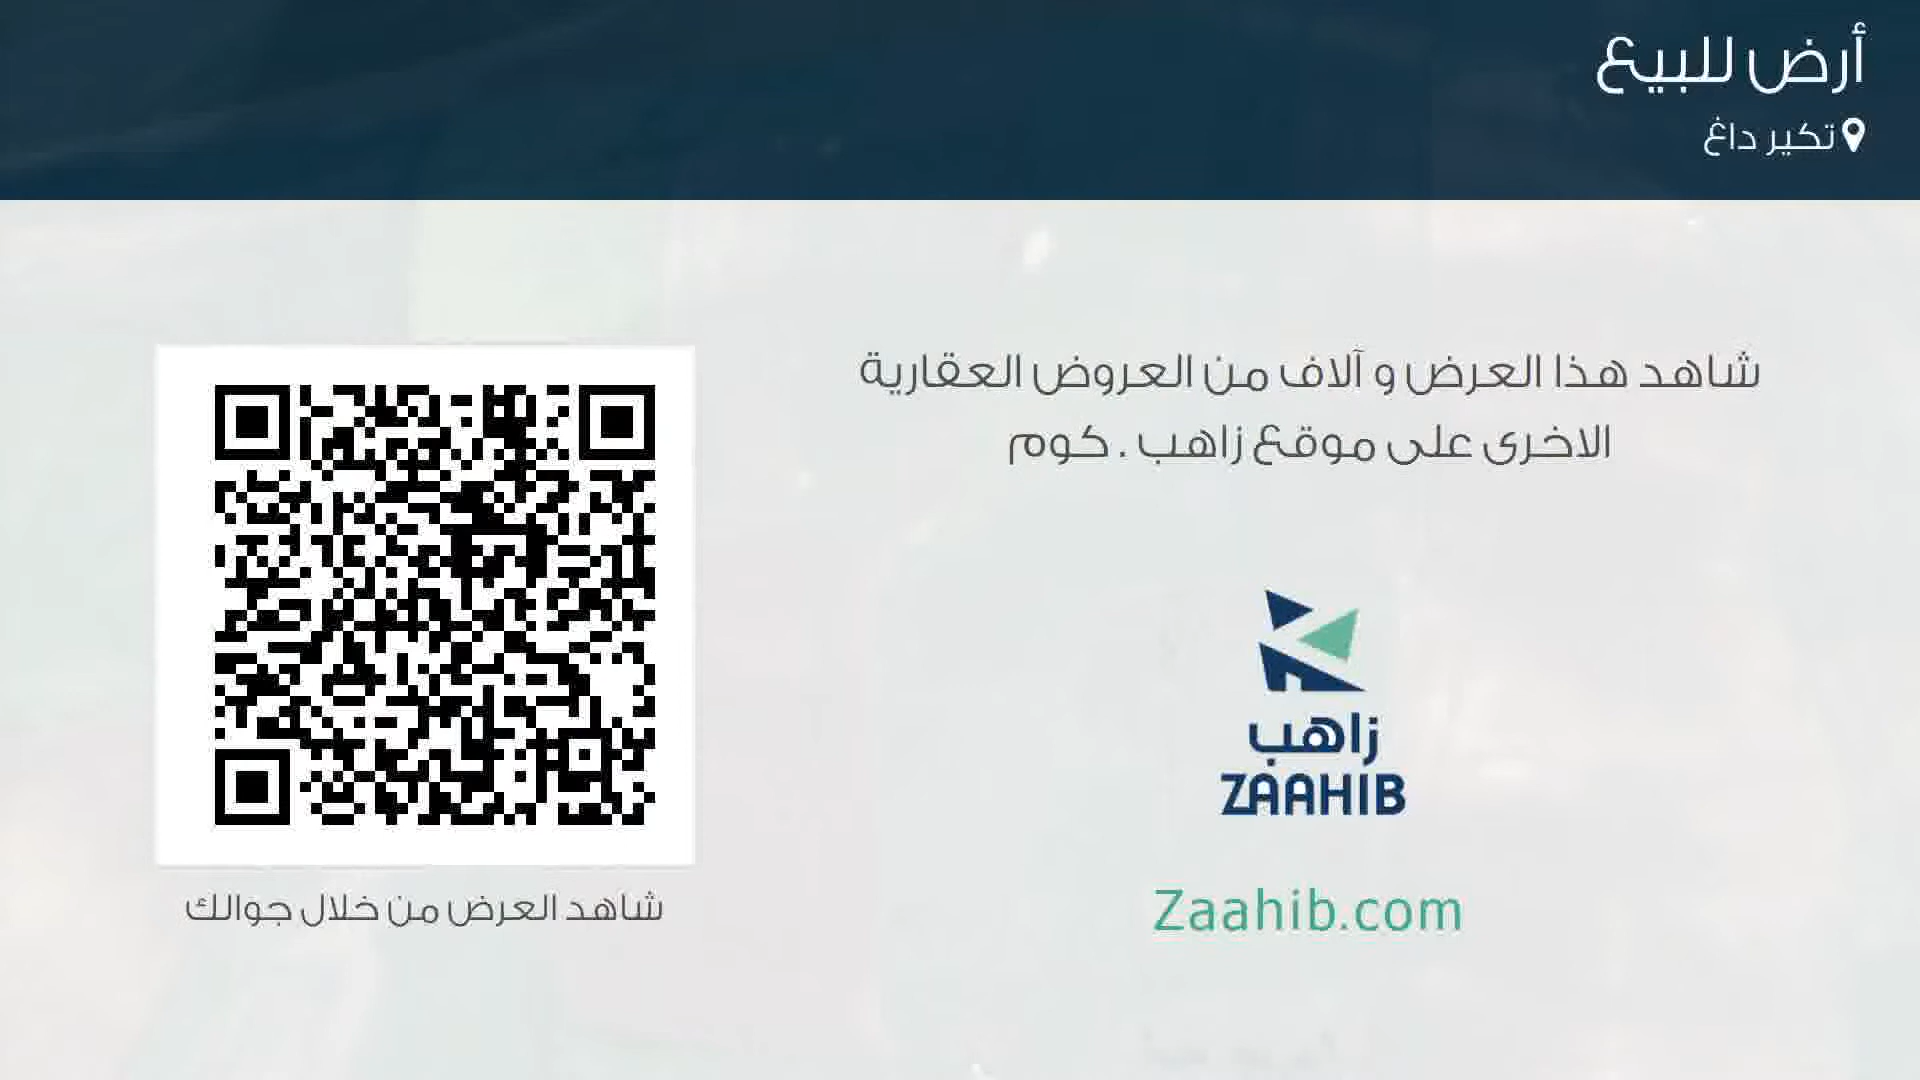 أرض للبيع
تكير داغ
شاهد هذا العرض و آلاف من العروض العقارية
الاخرى على موقع زاهب . كوم
زاهب
ZAAHIB
Zaahib.com
شاهد العرض من خلال جوالك